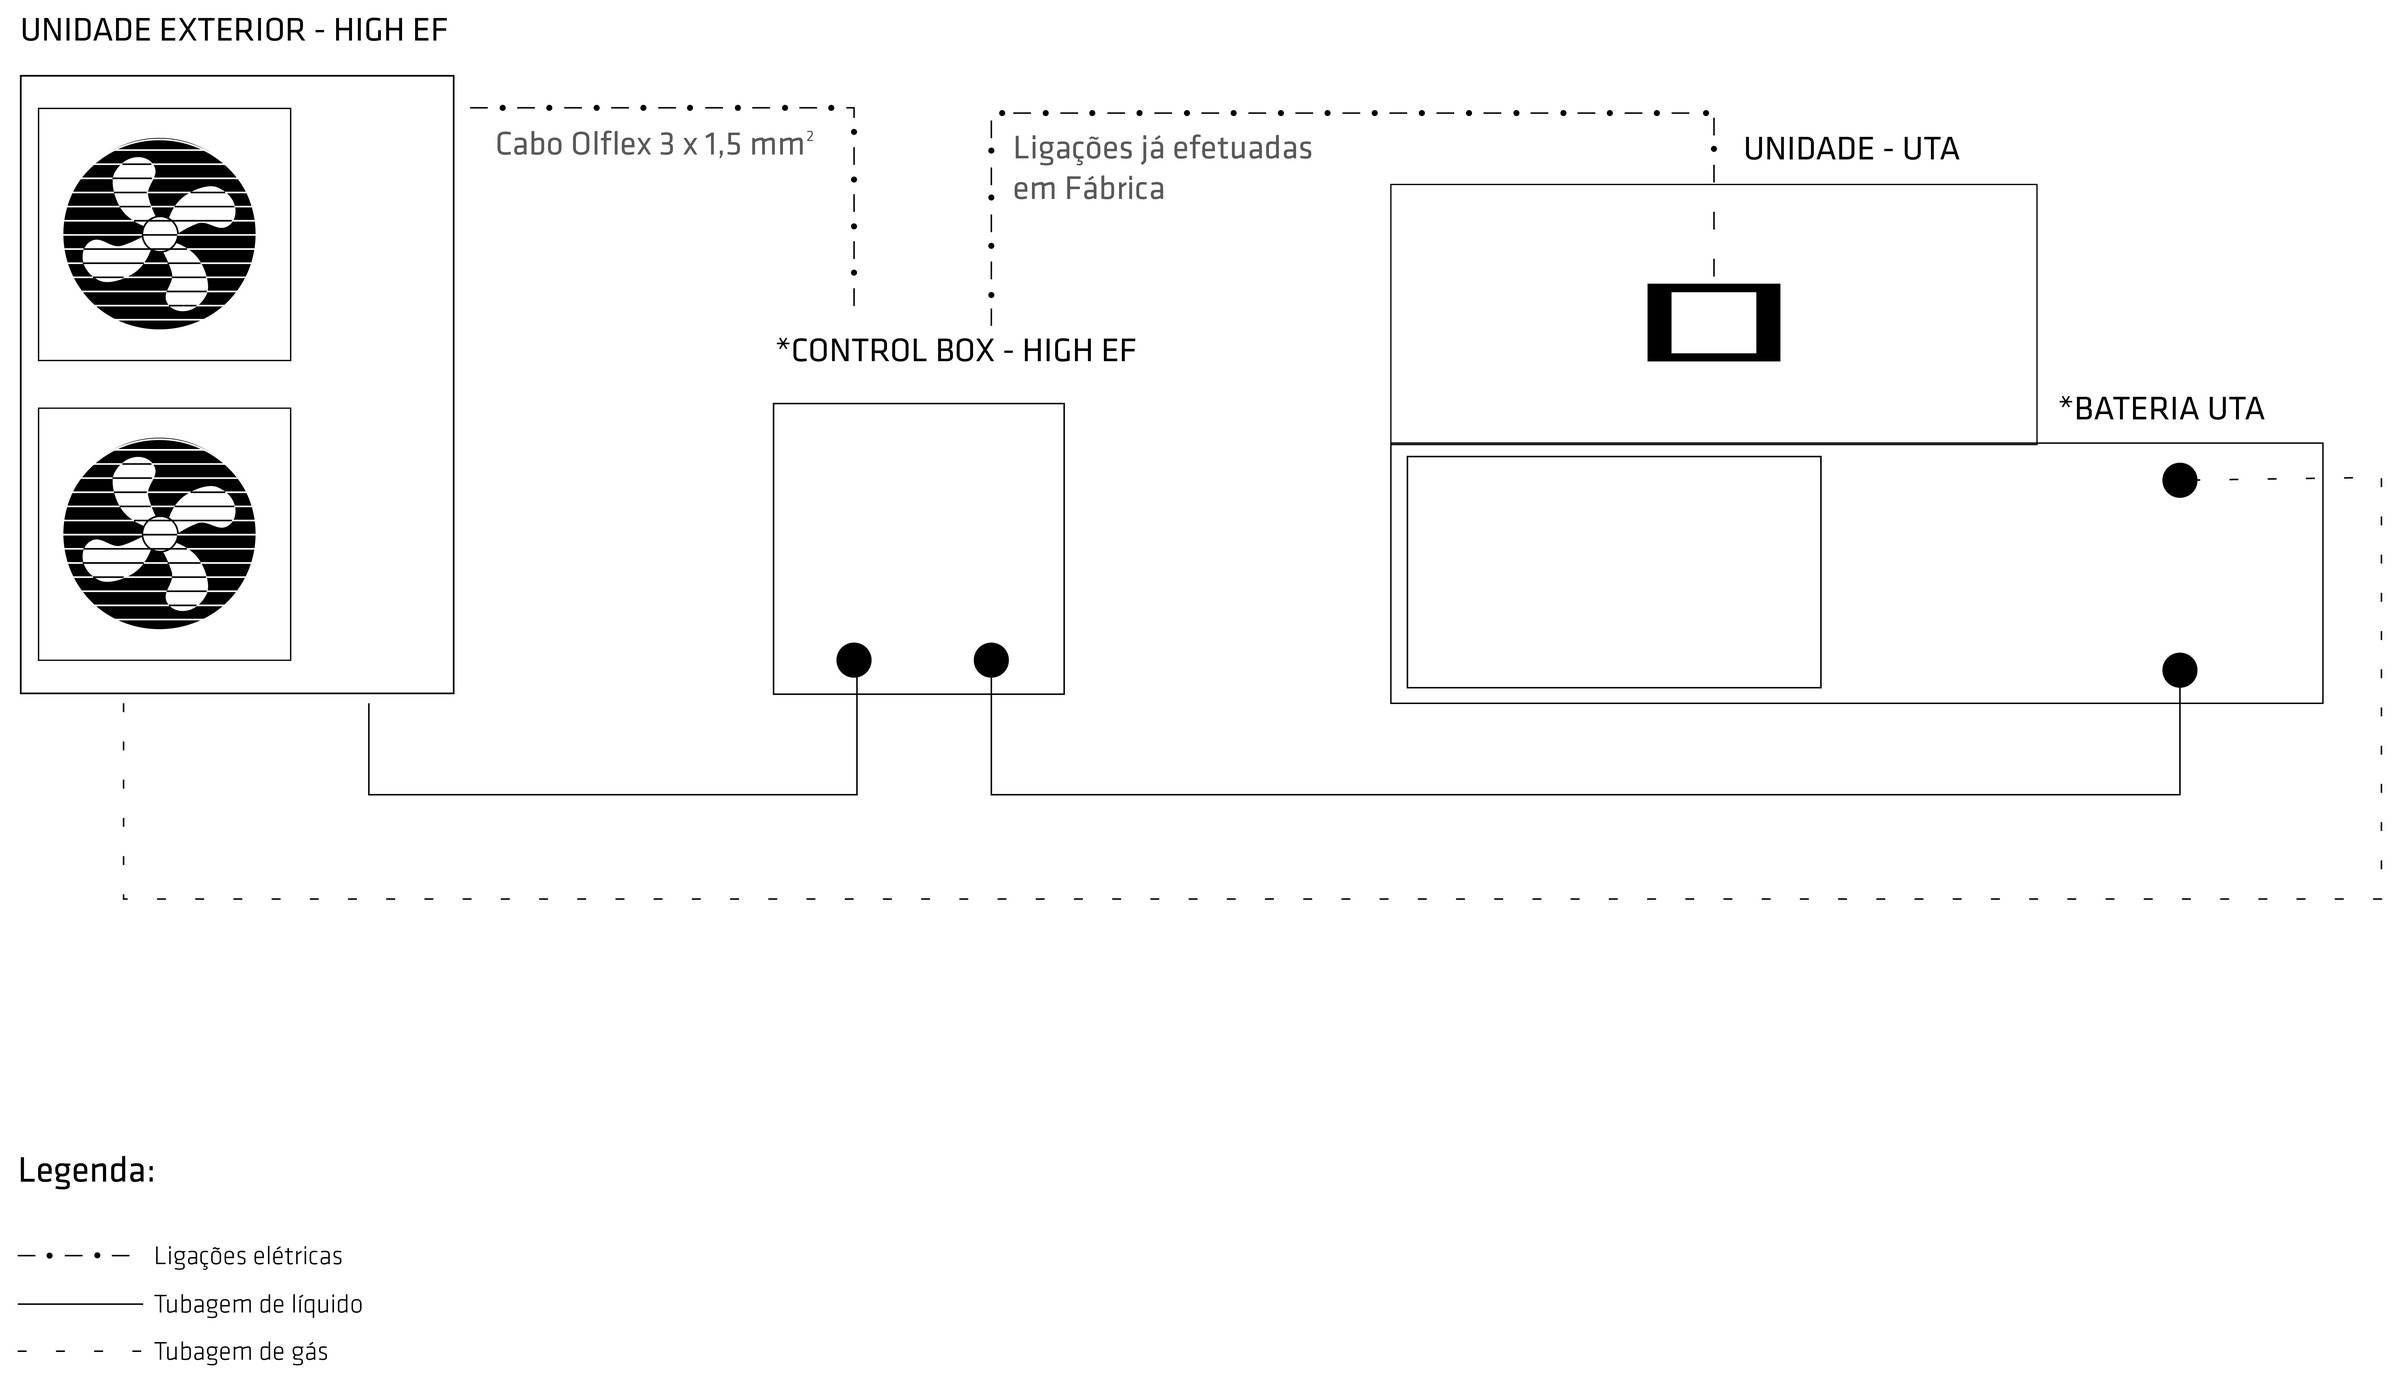 UNIDADE EXTERIOR - HIGH EF
Cabo Olflex 3 x 1,5 mm²
Ligações já efetuadas
em Fábrica
UNIDADE - UTA
*CONTROL BOX - HIGH EF
*BATERIA UTA
Legenda:
Ligações elétricas
Tubagem de líquido
Tubagem de gás